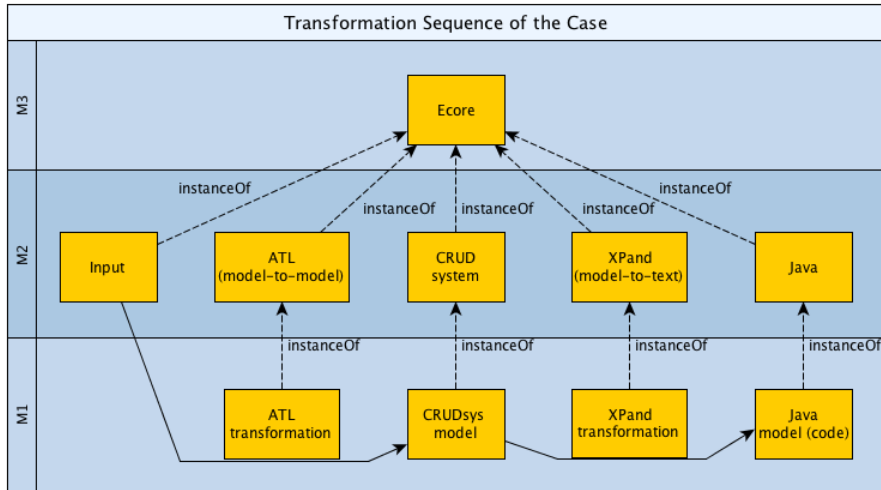 Transformation Sequence of the Case
M3
Ecore
instanceOf
instanceOf
instanceOf
instanceOf
instanceOf
M2
Input
ATL
(model-to-model)
CRUD
system
XPand
(model-to-text)
Java
instanceOf
instanceOf
instanceOf
instanceOf
M1
ATL
transformation
CRUDsys
model
XPand
transformation
Java
model (code)